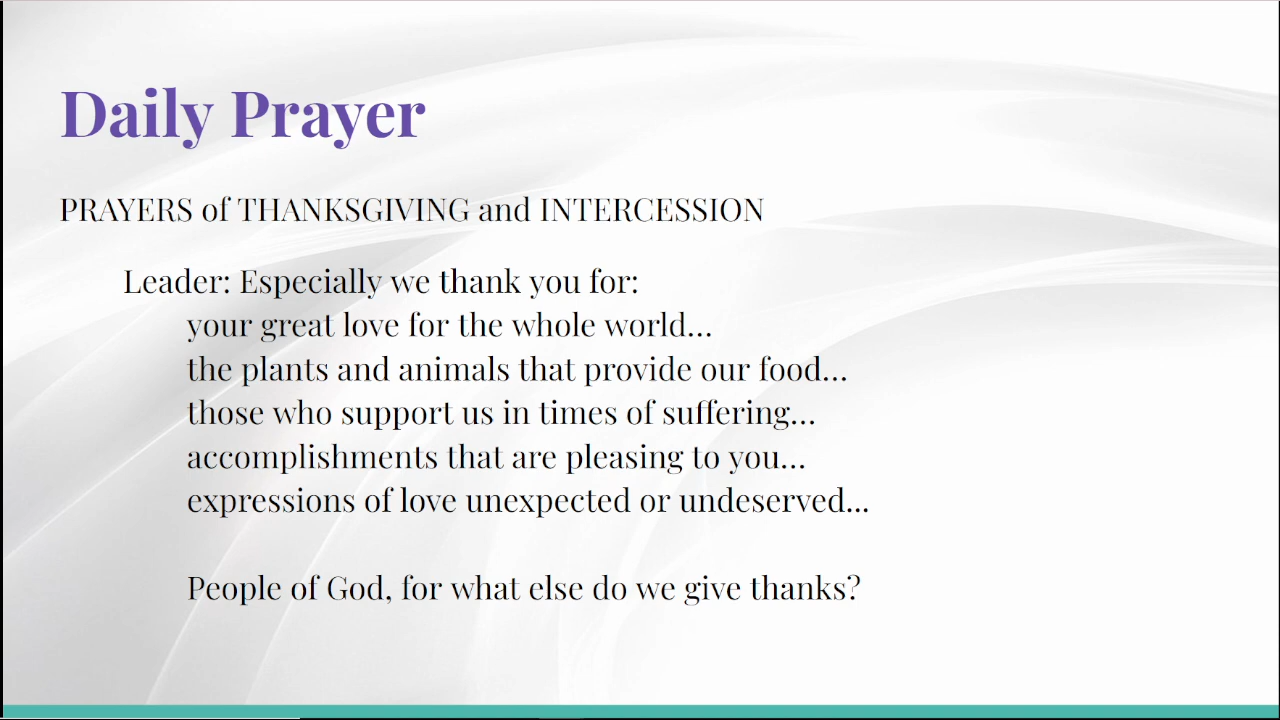 Daily Prayer
PRAYERS of THANKSGIVING and INTERCESSION
Leader: Especially we thank you for:
your great love for the whole world...
the plants and animals that provide our food...
those who support us in times of suffering...
accomplishments that are pleasing to you...
expressions of love unexpected or undeserved...
People of God, for what else do we give thanks?